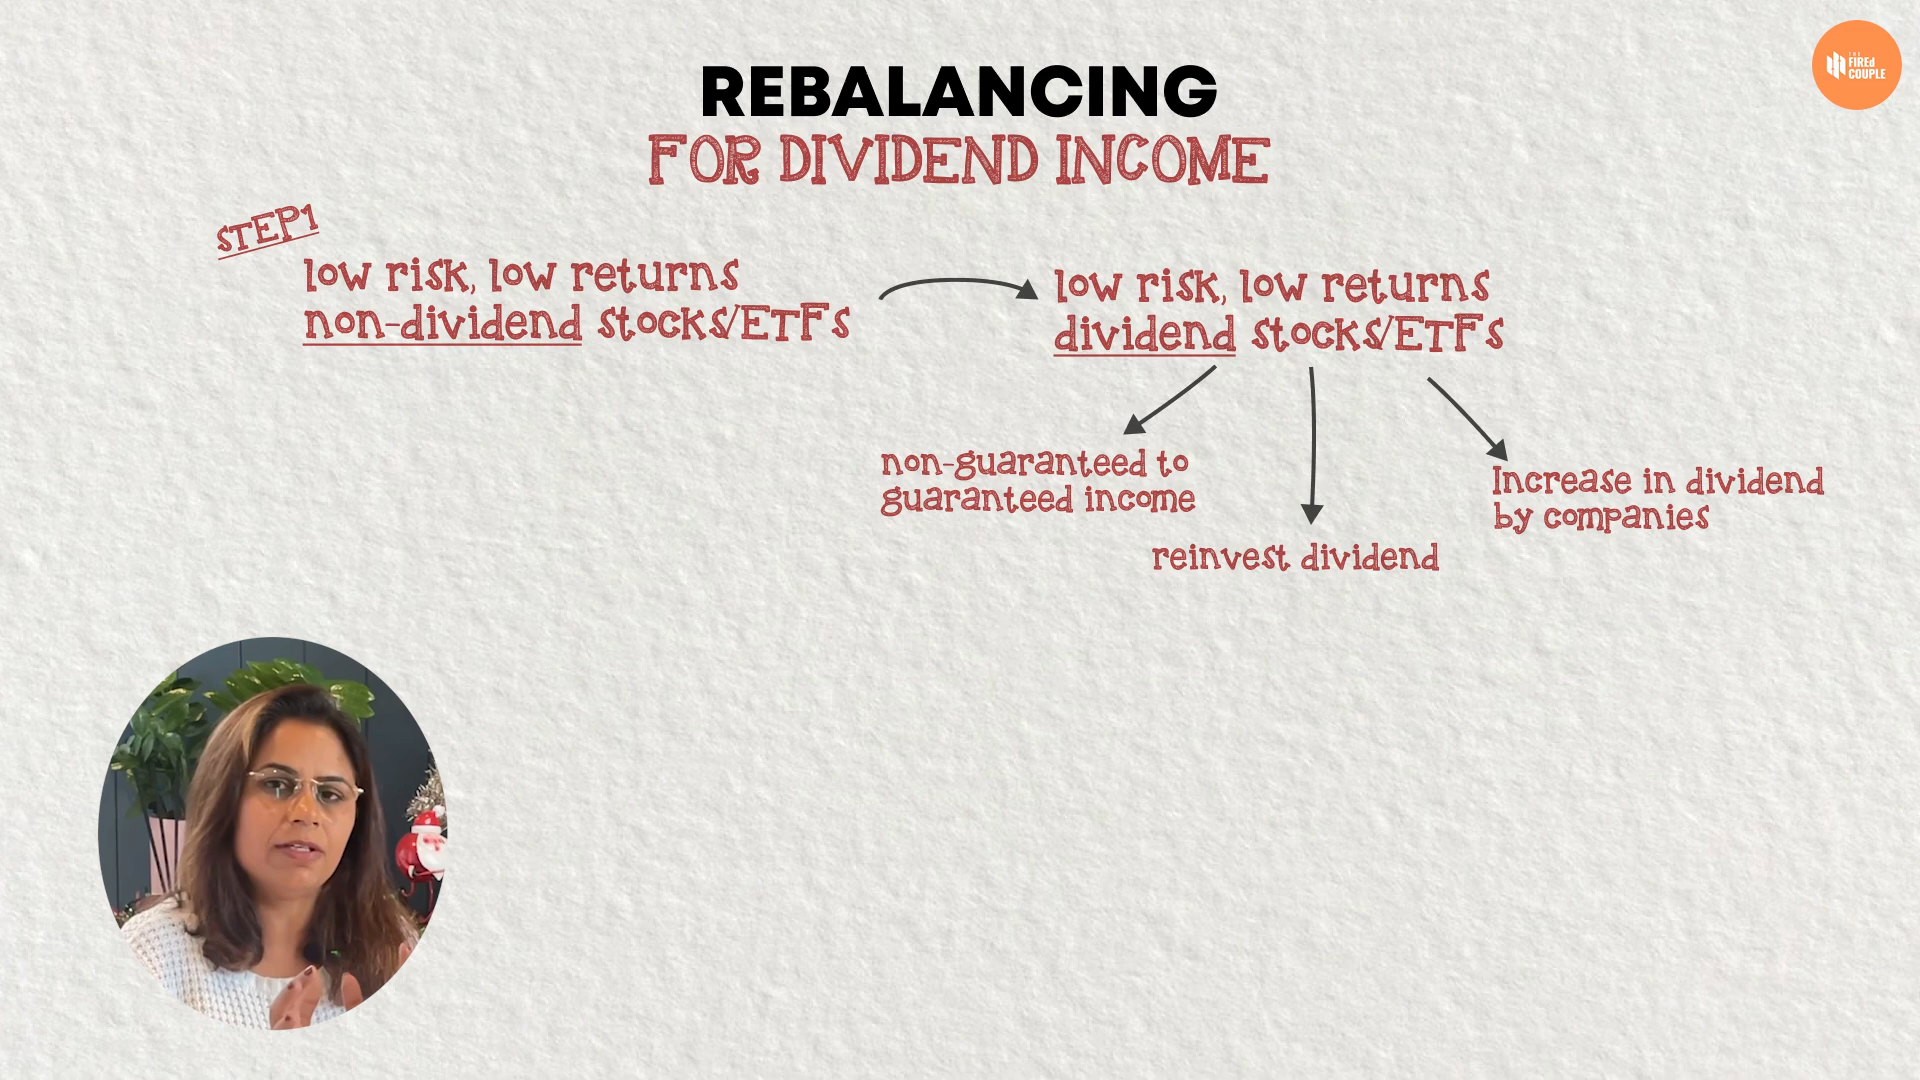 REBALANCING
FOR DIVIDEND INCOME
THE
FIREd
COUPLE
STEP1
low risk, low returns
non-dividend stocks/ETFs
low risk, low returns
dividend stocks/ETFs
non-guaranteed to
guaranteed income
reinvest dividend
Increase in dividend
by companies